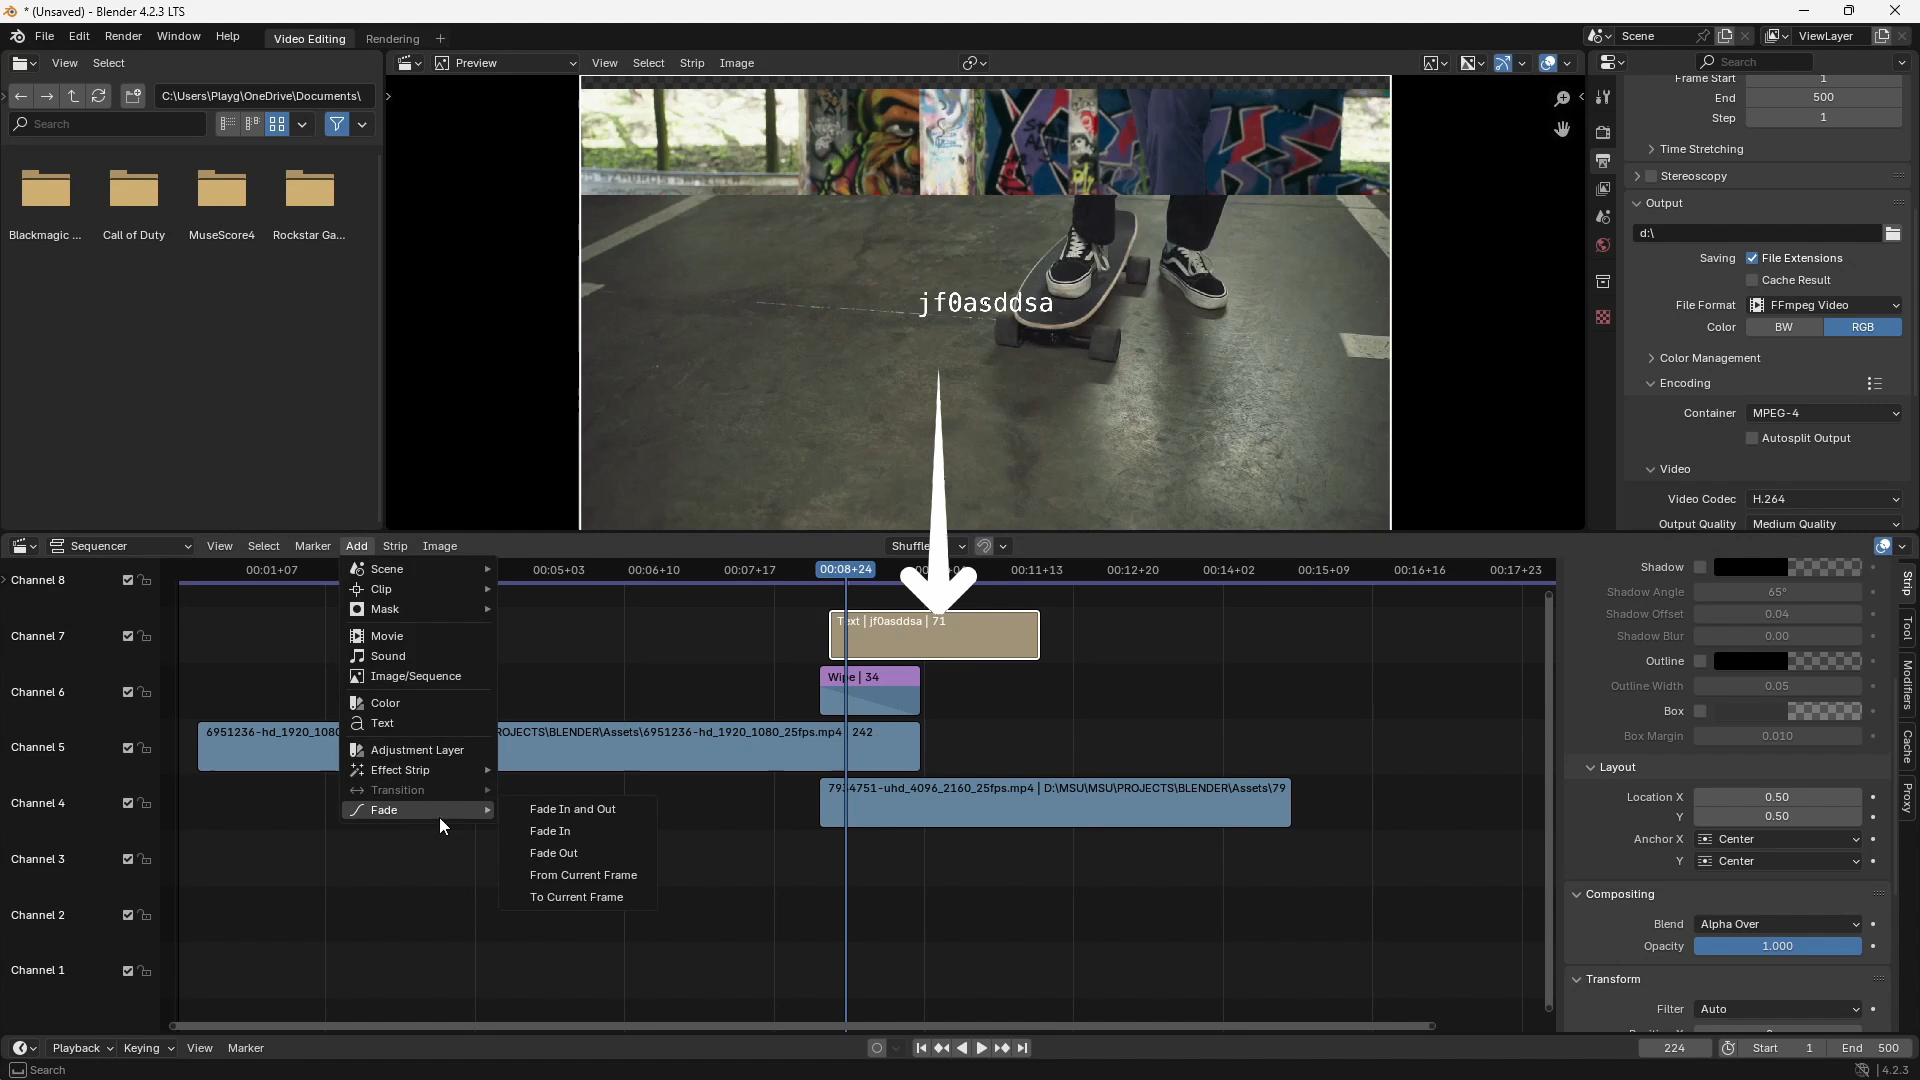 * (Unsaved) - Blender 4.2.3 LTS
File Edit Render Window Help Video Editing Rendering + Scene ViewLayer
View Select
Preview View Select Strip Image
Search
C:\Users\Playg\OneDrive\Documents\
Search
Blackmagic ... Call of Duty MuseScore4 Rockstar Ga...
jf0asddsa
Frame Start 1
End 500
Step 1
Time Stretching
Stereoscopy
Output
d:\
Saving File Extensions
Cache Result
File Format FFmpeg Video
Color BW RGB
Color Management
Encoding
Container MPEG-4
Autosplit Output
Video
Video Codec H.264
Output Quality Medium Quality
Sequencer View Select Marker Add Strip Image Shuffle
00:01+07 00:05+03 00:06+10 00:07+17 00:08+24 00:11+13 00:12+20 00:14+02 00:15+09 00:16+16 00:17+23
Channel 8
Channel 7
Channel 6
Channel 5
Channel 4
Channel 3
Channel 2
Channel 1
Scene
Clip
Mask
Movie
Sound
Image/Sequence
Color
Text
Adjustment Layer
Effect Strip
Transition
Fade
Fade In and Out
Fade In
Fade Out
From Current Frame
To Current Frame
Text | jf0asddsa | 71
Wipe | 34
6951236-hd_1920_1080 ROJECTS\BLENDER\Assets\6951236-hd_1920_1080_25fps.mp4 | 242
7934751-uhd_4096_2160_25fps.mp4 | D:\MSU\MSU\PROJECTS\BLENDER\Assets\79
Shadow
Shadow Angle 65°
Shadow Offset 0.04
Shadow Blur 0.00
Outline
Outline Width 0.05
Box
Box Margin 0.010
Layout
Location X 0.50
Y 0.50
Anchor X Center
Y Center
Compositing
Blend Alpha Over
Opacity 1.000
Transform
Filter Auto
Strip
Tool
Modifiers
Cache
Proxy
Playback Keying View Marker 224 Start 1 End 500
Search 4.2.3